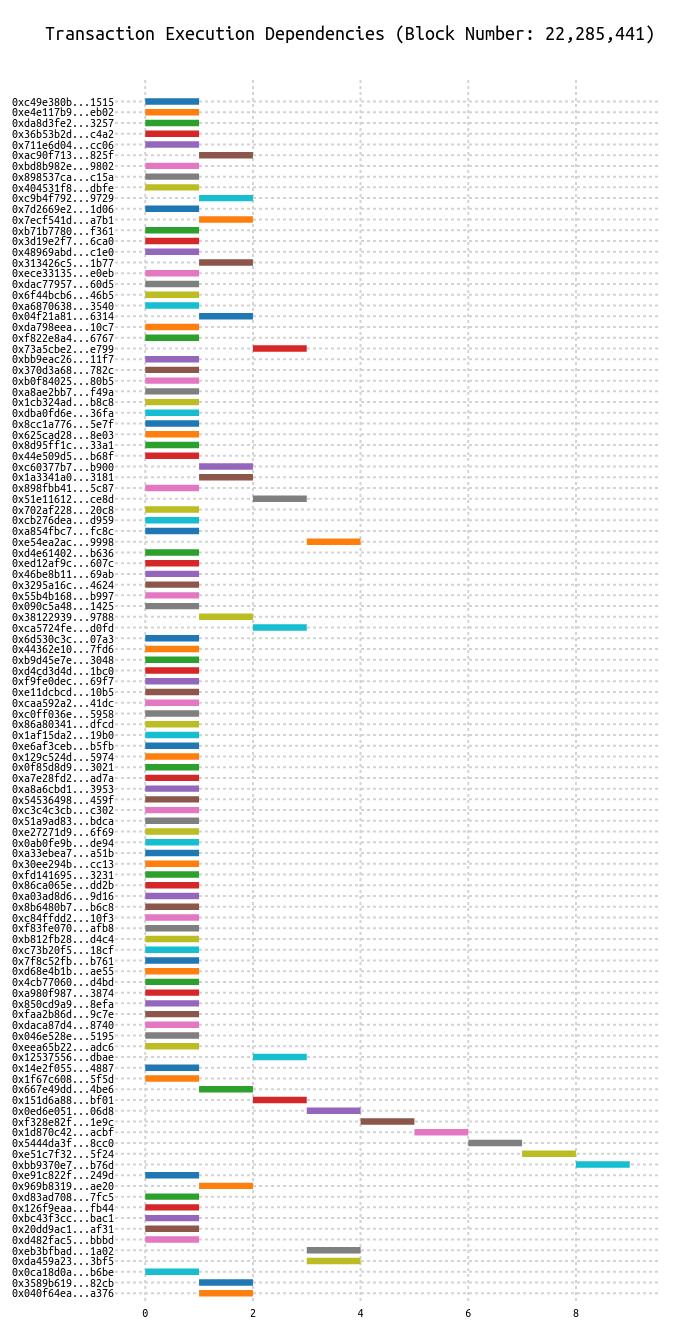 Transaction Execution Dependencies (Block Number: 22,285,441)
0xc49e380b...1515
0xe4e117b9...eb02
0xda8d3fe2...3257
0x36b53b2d...c4a2
0x711e6d04...cc06
0xac90f713...825f
0xbd8b982e...9802
0x898537ca...c15a
0x404531f8...dbfe
0xc9b4f792...9729
0x7d2669e2...1d06
0x7ecf541d...a7b1
0xb71b7780...f361
0x3d19e2f7...6ca0
0x48969abd...c1e0
0x313426c5...1b77
0xece33135...e0eb
0xdac77957...60d5
0x6f44bcb6...46b5
0xa6870638...3540
0x04f21a81...6314
0xda798eea...10c7
0xf822e8a4...6767
0x73a5cbe2...e799
0xbb9eac26...11f7
0x370d3a68...782c
0xb0f84025...80b5
0xa8ae2bb7...f49a
0x1cb324ad...b8c8
0xdba0fd6e...36fa
0x8cc1a776...5e7f
0x625cad28...8e03
0x8d95ff1c...33a1
0x44e509d5...b68f
0xc60377b7...b900
0x1a3341a0...3181
0x898fbb41...5c87
0x51e11612...ce8d
0x702af228...20c8
0xcb276dea...d959
0xa854fbc7...fc8c
0xe54ea2ac...9998
0xd4e61402...b636
0xed12af9c...607c
0x46be8b11...69ab
0x3295a16c...4624
0x55b4b168...b997
0x090c5a48...1425
0x38122939...9788
0xca5724fe...d0fd
0x6d530c3c...07a3
0x44362e10...7fd6
0xb9d45e7e...3048
0xd4cd3d4d...1bc0
0xf9fe0dec...69f7
0xe11dcbcd...10b5
0xcaa592a2...41dc
0xc0ff036e...5958
0x86a80341...dfcd
0x1af15da2...19b0
0xe6af3ceb...b5fb
0x129c524d...5974
0x0f85d8d9...3021
0xa7e28fd2...ad7a
0xa8a6cbd1...3953
0x54536498...459f
0xc3c4c3cb...c302
0x51a9ad83...bdca
0xe27271d9...6f69
0x0ab0fe9b...de94
0xa33ebea7...a51b
0x30ee294b...cc13
0xfd141695...3231
0x86ca065e...dd2b
0xa03ad8d6...9d16
0x8b6480b7...b6c8
0xc84ffdd2...10f3
0xf83fe070...afb8
0xb812fb28...d4c4
0xc73b20f5...18cf
0x7f8c52fb...b761
0xd68e4b1b...ae55
0x4cb77060...d4bd
0xa980f987...3874
0x850cd9a9...8efa
0xfaa2b86d...9c7e
0xdaca87d4...8740
0x046e528e...5195
0xeea65b22...adc6
0x12537556...dbae
0x14e2f055...4887
0x1f67c608...5f5d
0x667e49dd...4be6
0x151d6a88...bf01
0x0ed6e051...06d8
0xf328e82f...1e9c
0x1d870c42...acbf
0x5444da3f...8cc0
0xe51c7f32...5f24
0xbb9370e7...b76d
0xe91c822f...249d
0x969b8319...ae20
0xd83ad708...7fc5
0x126f9eaa...fb44
0xbc43f3cc...bac1
0x20dd9ac1...af31
0xd482fac5...bbbd
0xeb3bfbad...1a02
0xda459a23...3bf5
0x0ca18d0a...b6be
0x3589b619...82cb
0x040f64ea...a376
0 2 4 6 8